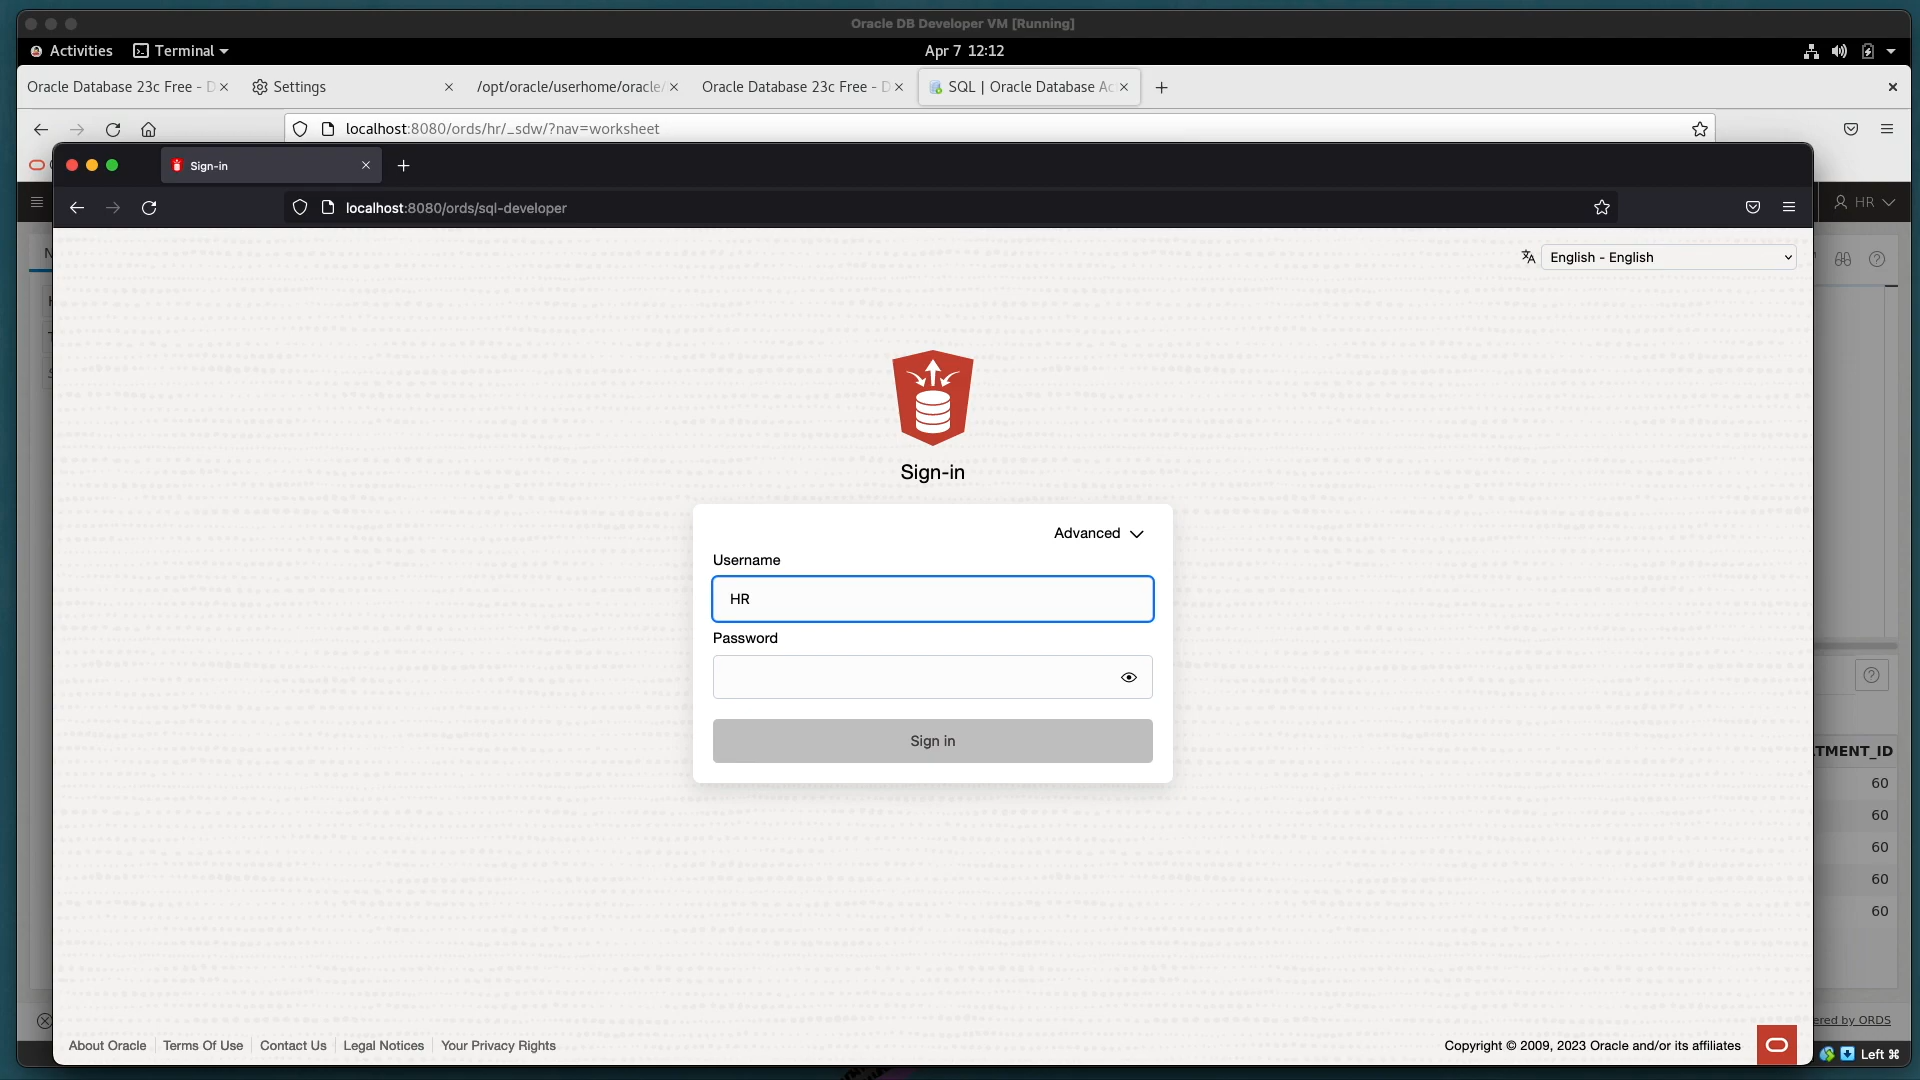 Oracle DB Developer VM [Running]
Activities
Terminal
Apr 7 12:12
Oracle Database 23c Free - D
Settings
/opt/oracle/userhome/oracle/
Oracle Database 23c Free - D
SQL | Oracle Database Ac
localhost:8080/ords/hr/_sdw/?nav=worksheet
Sign-in
localhost:8080/ords/sql-developer
HR
English - English
Sign-in
Advanced
Username
HR
Password
Sign in
TMENT_ID
60
60
60
60
60
ered by ORDS
About Oracle
Terms Of Use
Contact Us
Legal Notices
Your Privacy Rights
Copyright © 2009, 2023 Oracle and/or its affiliates
Left ⌘